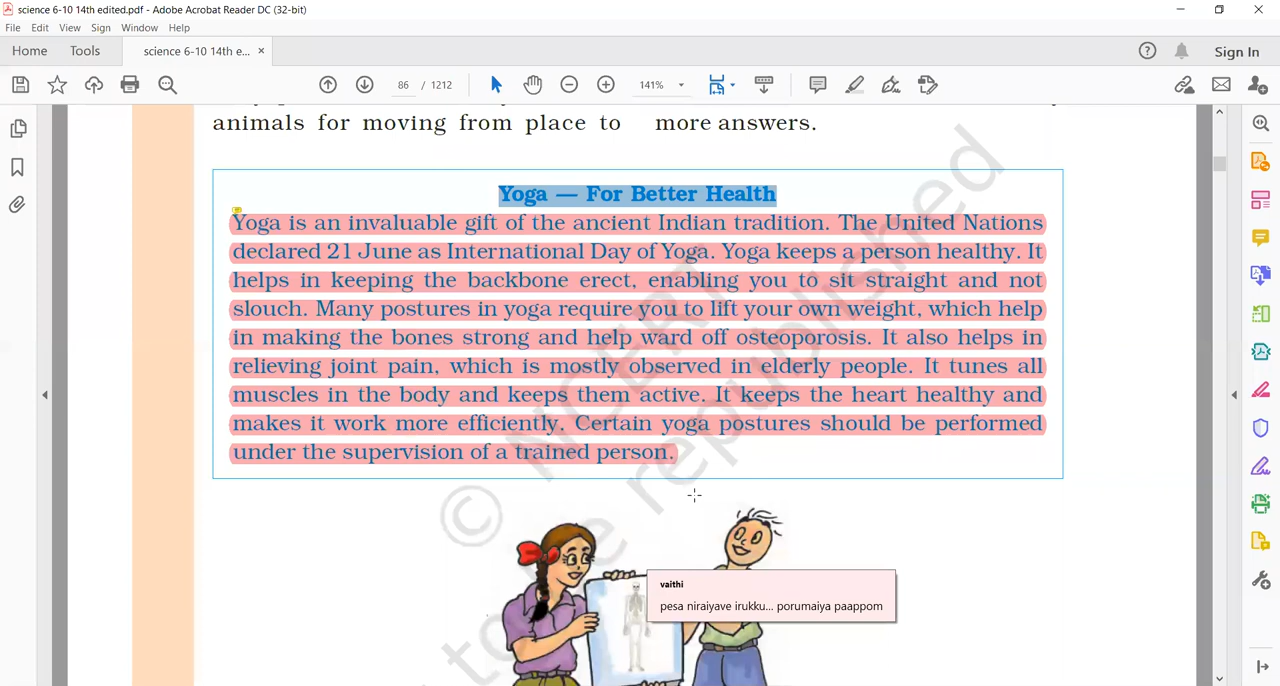 science 6-10 14th edited.pdf - Adobe Acrobat Reader DC (32-bit)
File Edit View Sign Window Help
Home Tools science 6-10 14th e... × Sign In
86 / 1212 141%
animals for moving from place to more answers.
Yoga — For Better Health
Yoga is an invaluable gift of the ancient Indian tradition. The United Nations
declared 21 June as International Day of Yoga. Yoga keeps a person healthy. It
helps in keeping the backbone erect, enabling you to sit straight and not
slouch. Many postures in yoga require you to lift your own weight, which help
in making the bones strong and help ward off osteoporosis. It also helps in
relieving joint pain, which is mostly observed in elderly people. It tunes all
muscles in the body and keeps them active. It keeps the heart healthy and
makes it work more efficiently. Certain yoga postures should be performed
under the supervision of a trained person.
© NCERT
to be republished
vaithi
pesa niraiyave irukku... porumaiya paappom